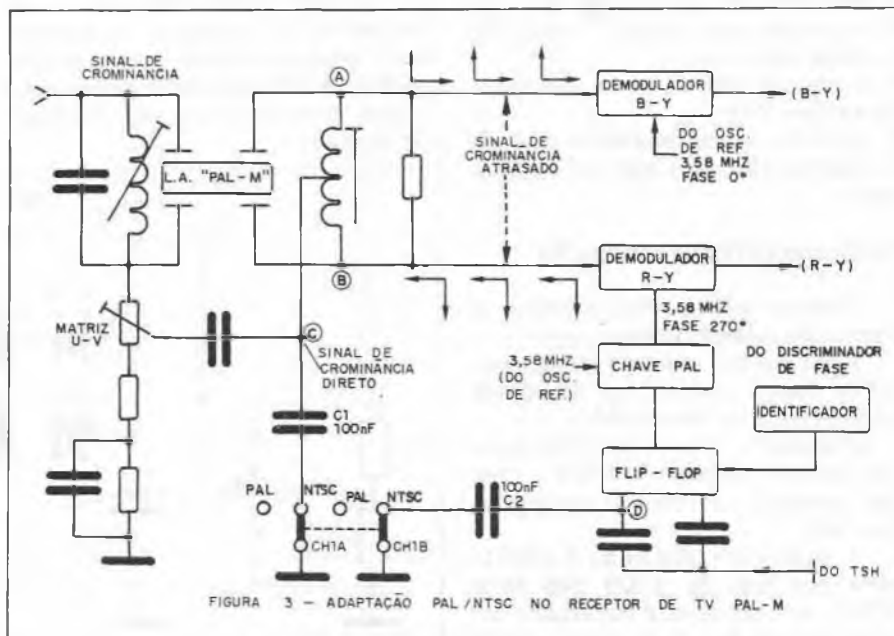 SINAL DE
CROMINANCIA
L.A. "PAL-M"
MATRIZ
U-V
A
B
C
SINAL DE
CROMINANCIA
DIRETO
C1
100nF
PAL
NTSC
PAL
NTSC
CH1A
CH1B
100nF
C2
SINAL DE
CROMINANCIA
ATRASADO
DEMODULADOR
B-Y
(B-Y)
DO OSC.
DE REF
3,58 MHZ
FASE 0°
DEMODULADOR
R-Y
(R-Y)
3,58 MHZ
FASE 270°
3,58MHZ
(DO OSC.
DE REF.)
CHAVE PAL
DO DISCRIMINADOR
DE FASE
IDENTIFICADOR
FLIP-FLOP
D
DO TSH
FIGURA 3 - ADAPTAÇÃO PAL/NTSC NO RECEPTOR DE TV PAL-M